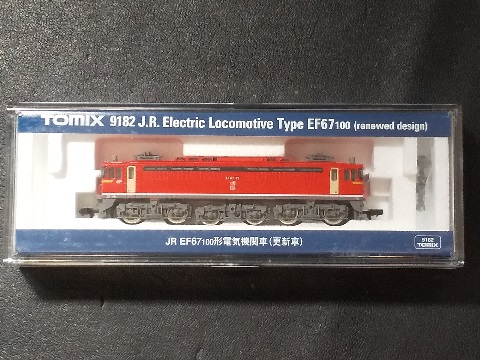 TOMIX 9182 J.R. Electric Locomotive Type EF67100 (renewed design)
JR EF67100形電気機関車(更新車)
9182
TOMIX